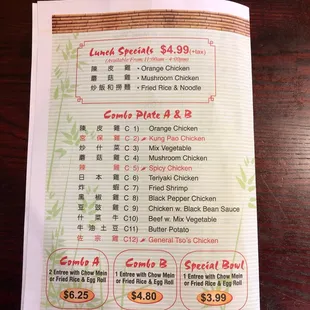 Lunch Specials $4.99(+tax)
(Available From 11:00am - 4:00pm)
陳皮雞 • Orange Chicken
蘑菇雞 • Mushroom Chicken
炒飯和撈麵 • Fried Rice & Noodle
Combo Plate A & B
陳皮雞 C 1) Orange Chicken
宮保雞 C 2) Kung Pao Chicken
炒什菜 C 3) Mix Vegetable
蘑菇雞 C 4) Mushroom Chicken
辣雞 C 5) Spicy Chicken
日本雞 C 6) Teriyaki Chicken
炸蝦 C 7) Fried Shrimp
黑椒雞 C 8) Black Pepper Chicken
豆豉雞 C 9) Chicken w. Black Bean Sauce
什菜牛 C10) Beef w. Mix Vegetable
牛油土豆 C11) Butter Potato
佐宗雞 C12) General Tso's Chicken
Combo A
2 Entree with Chow Mein
or Fried Rice & Egg Roll
$6.25
Combo B
1 Entree with Chow Mein
or Fried Rice & Egg Roll
$4.80
Special Bowl
1 Entree with Chow Mein
or Fried Rice & Egg Roll
$3.99